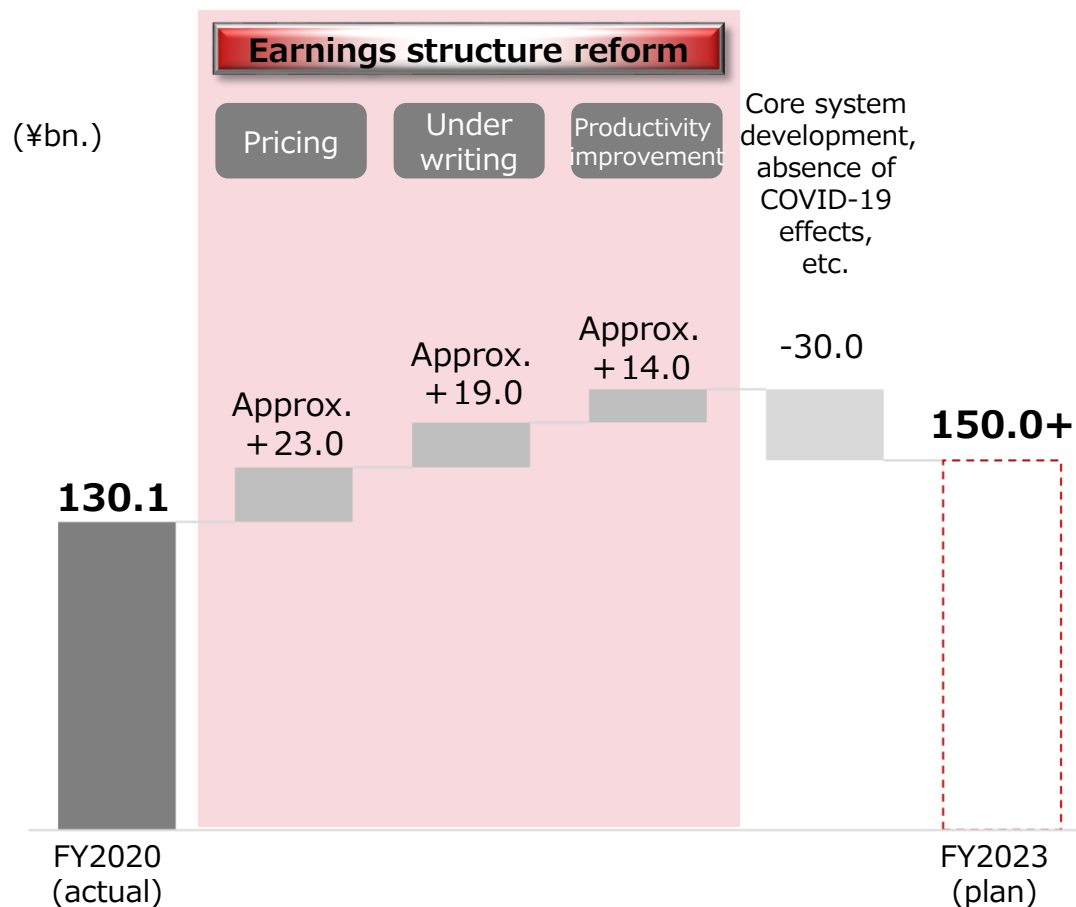 Earnings structure reform
(¥bn.)
Pricing
Under
writing
Productivity
improvement
Core system
development,
absence of
COVID-19
effects,
etc.
130.1
Approx.
+23.0
Approx.
+19.0
Approx.
+14.0
-30.0
150.0+
FY2020
(actual)
FY2023
(plan)